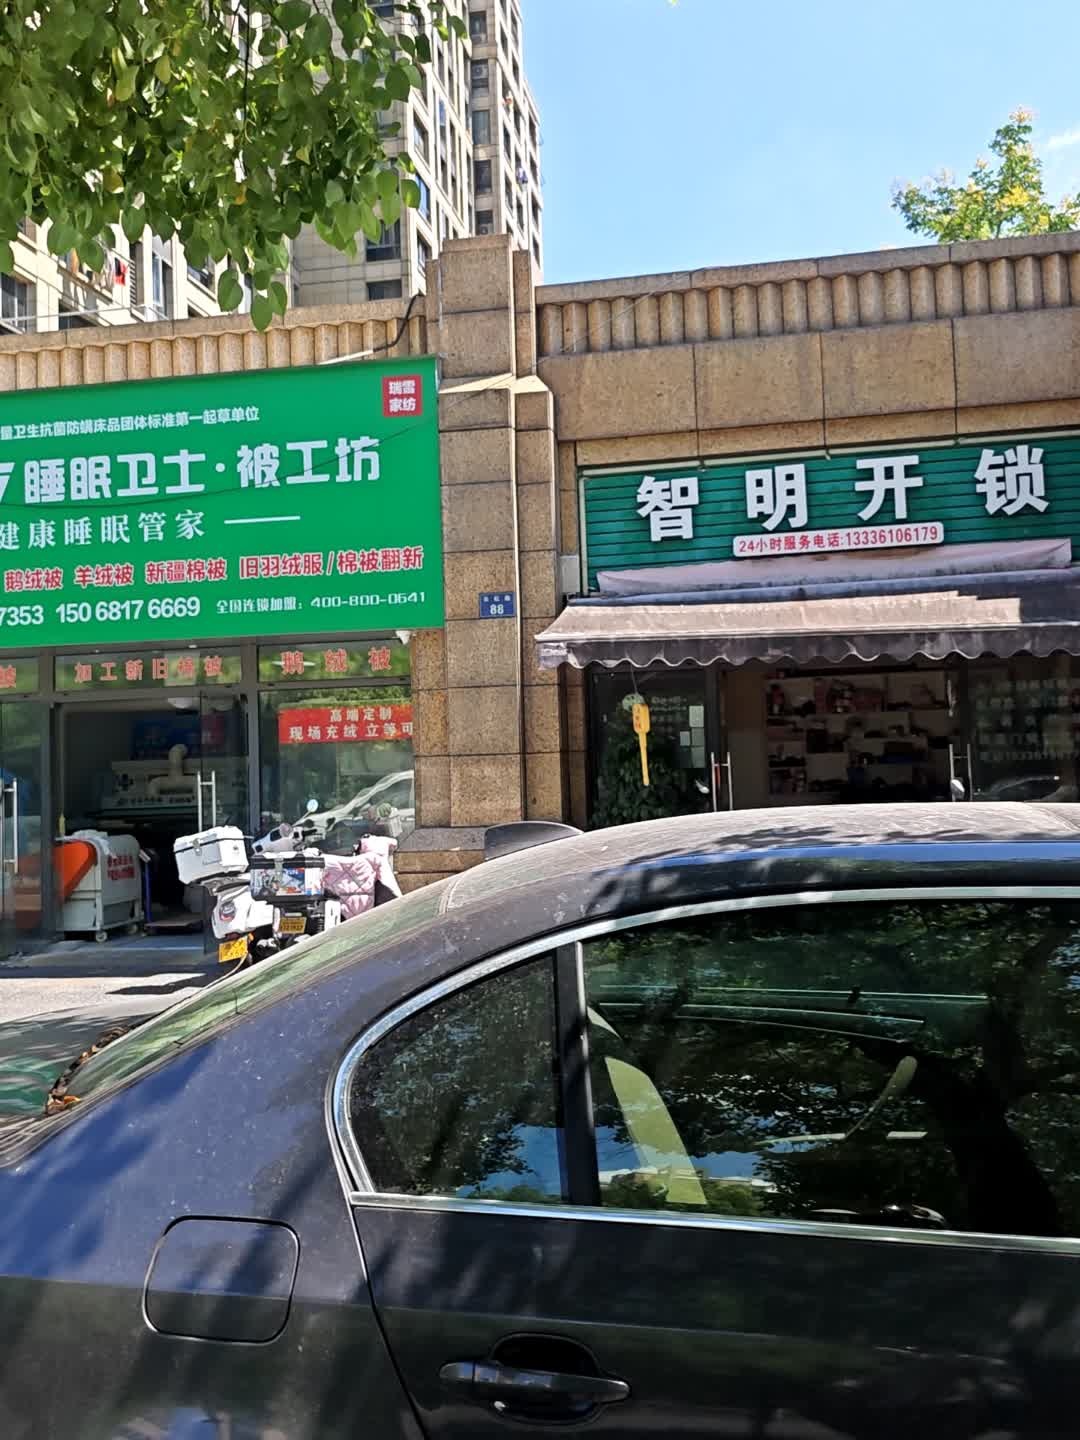 瑞雪
家纺
量卫生抗菌防螨床品团体标准第一起草单位
睡眠卫士·被工坊
健康睡眠管家
鹅绒被 羊绒被 新疆棉被 旧羽绒服/棉被翻新
7353 150 6817 6669 全国连锁加盟：400-800-0641
被 加工新旧棉被 鹅绒被
高端定制
现场充绒 立等可
88
智明开锁
24小时服务电话:13336106179